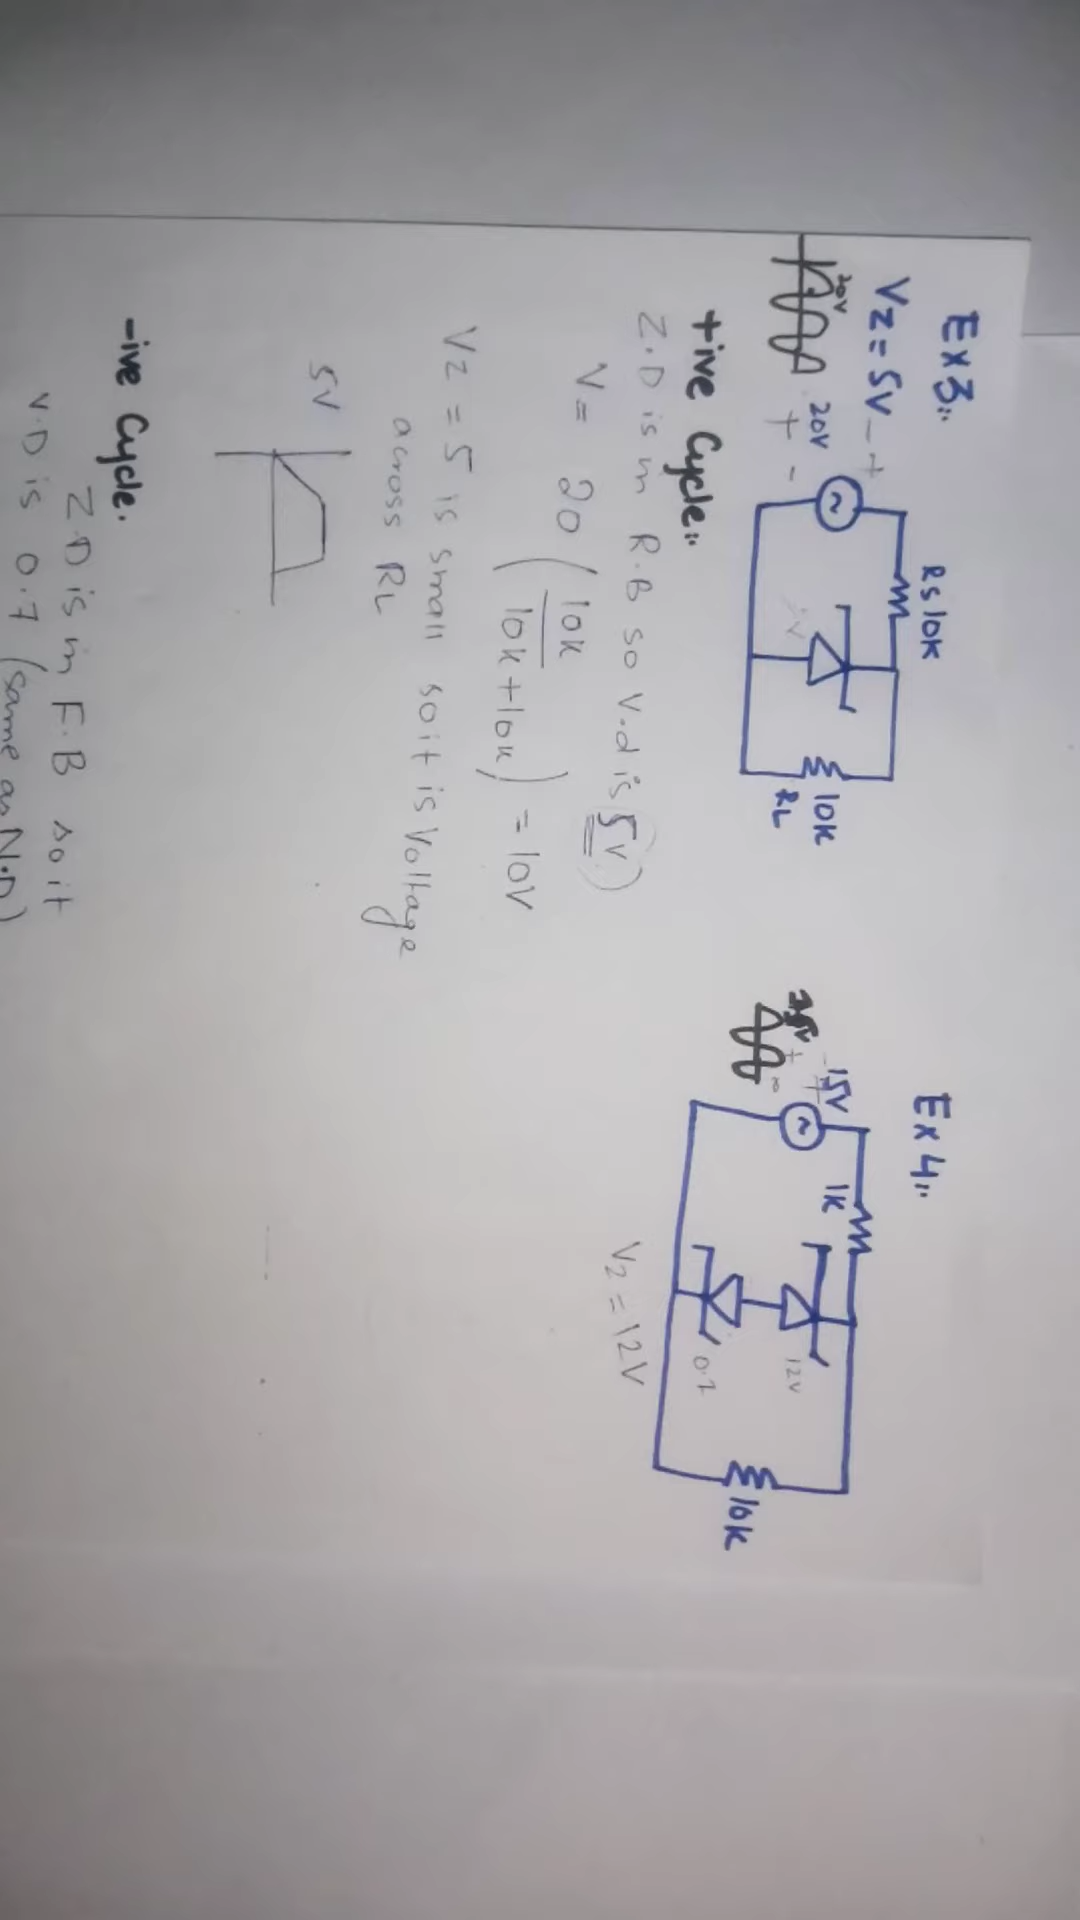 Ex 3:
Vz = 5V - +
20V
20V
+ -
Rs 10K
10K
RL
+ive Cycle:
Z.D is in R.B so v.d is 5V)
V = 20 ( 10K / 10K + 10K ) = 10V
Vz = 5 is small so it is Voltage
across RL
5V
-ive Cycle.
Z.D is in F.B so it
V.D is 0.7 (same as N.D)
Ex 4:
15V
1K
12V
10K
Vz = 12V